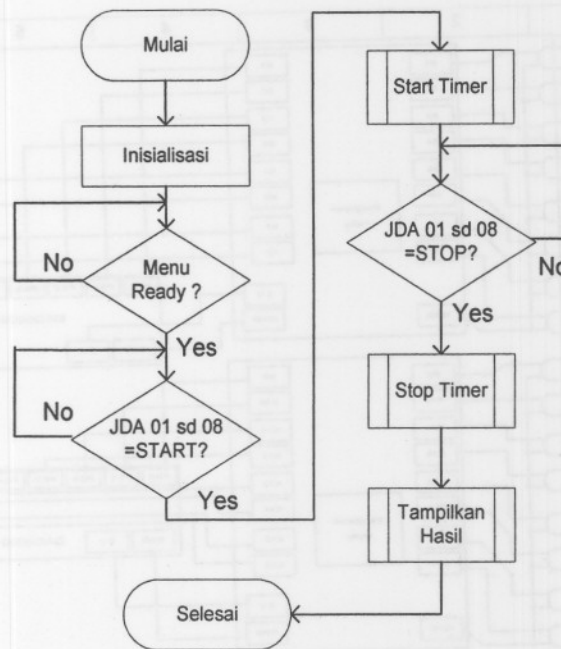 Mulai
Inisialisasi
Menu
Ready ?
No
Yes
JDA 01 sd 08
=START?
No
Yes
Start Timer
JDA 01 sd 08
=STOP?
No
Yes
Stop Timer
Tampilkan
Hasil
Selesai